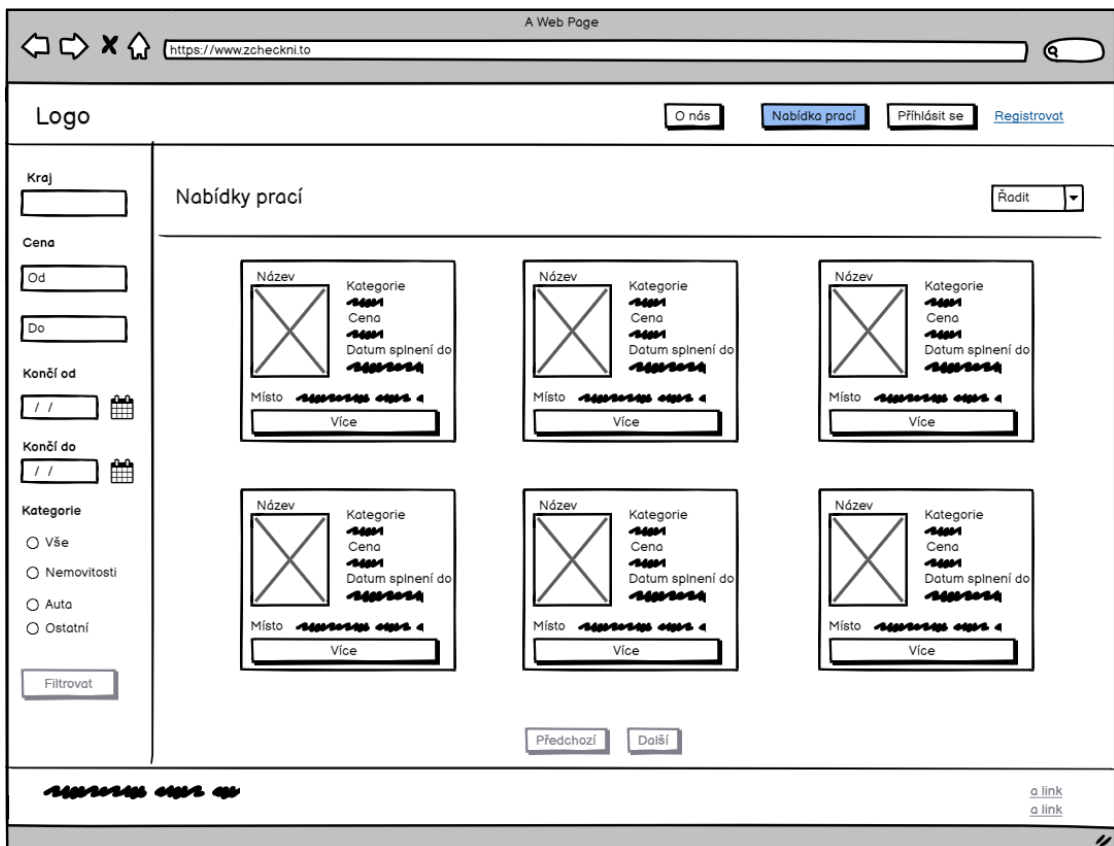 A Web Page
https://www.zcheckni.to
Logo
O nás
Nabídka prací
Příhlásit se
Registrovat
Kraj
Cena
Od
Do
Končí od
/ /
Končí do
/ /
Kategorie
Vše
Nemovitosti
Auta
Ostatní
Filtrovat
Nabídky prací
Řadit
Název
Kategorie
Cena
Datum splnení do
Místo
Více
Název
Kategorie
Cena
Datum splnení do
Místo
Více
Název
Kategorie
Cena
Datum splnení do
Místo
Více
Název
Kategorie
Cena
Datum splnení do
Místo
Více
Název
Kategorie
Cena
Datum splnení do
Místo
Více
Název
Kategorie
Cena
Datum splnení do
Místo
Více
Předchozí
Další
a link
a link